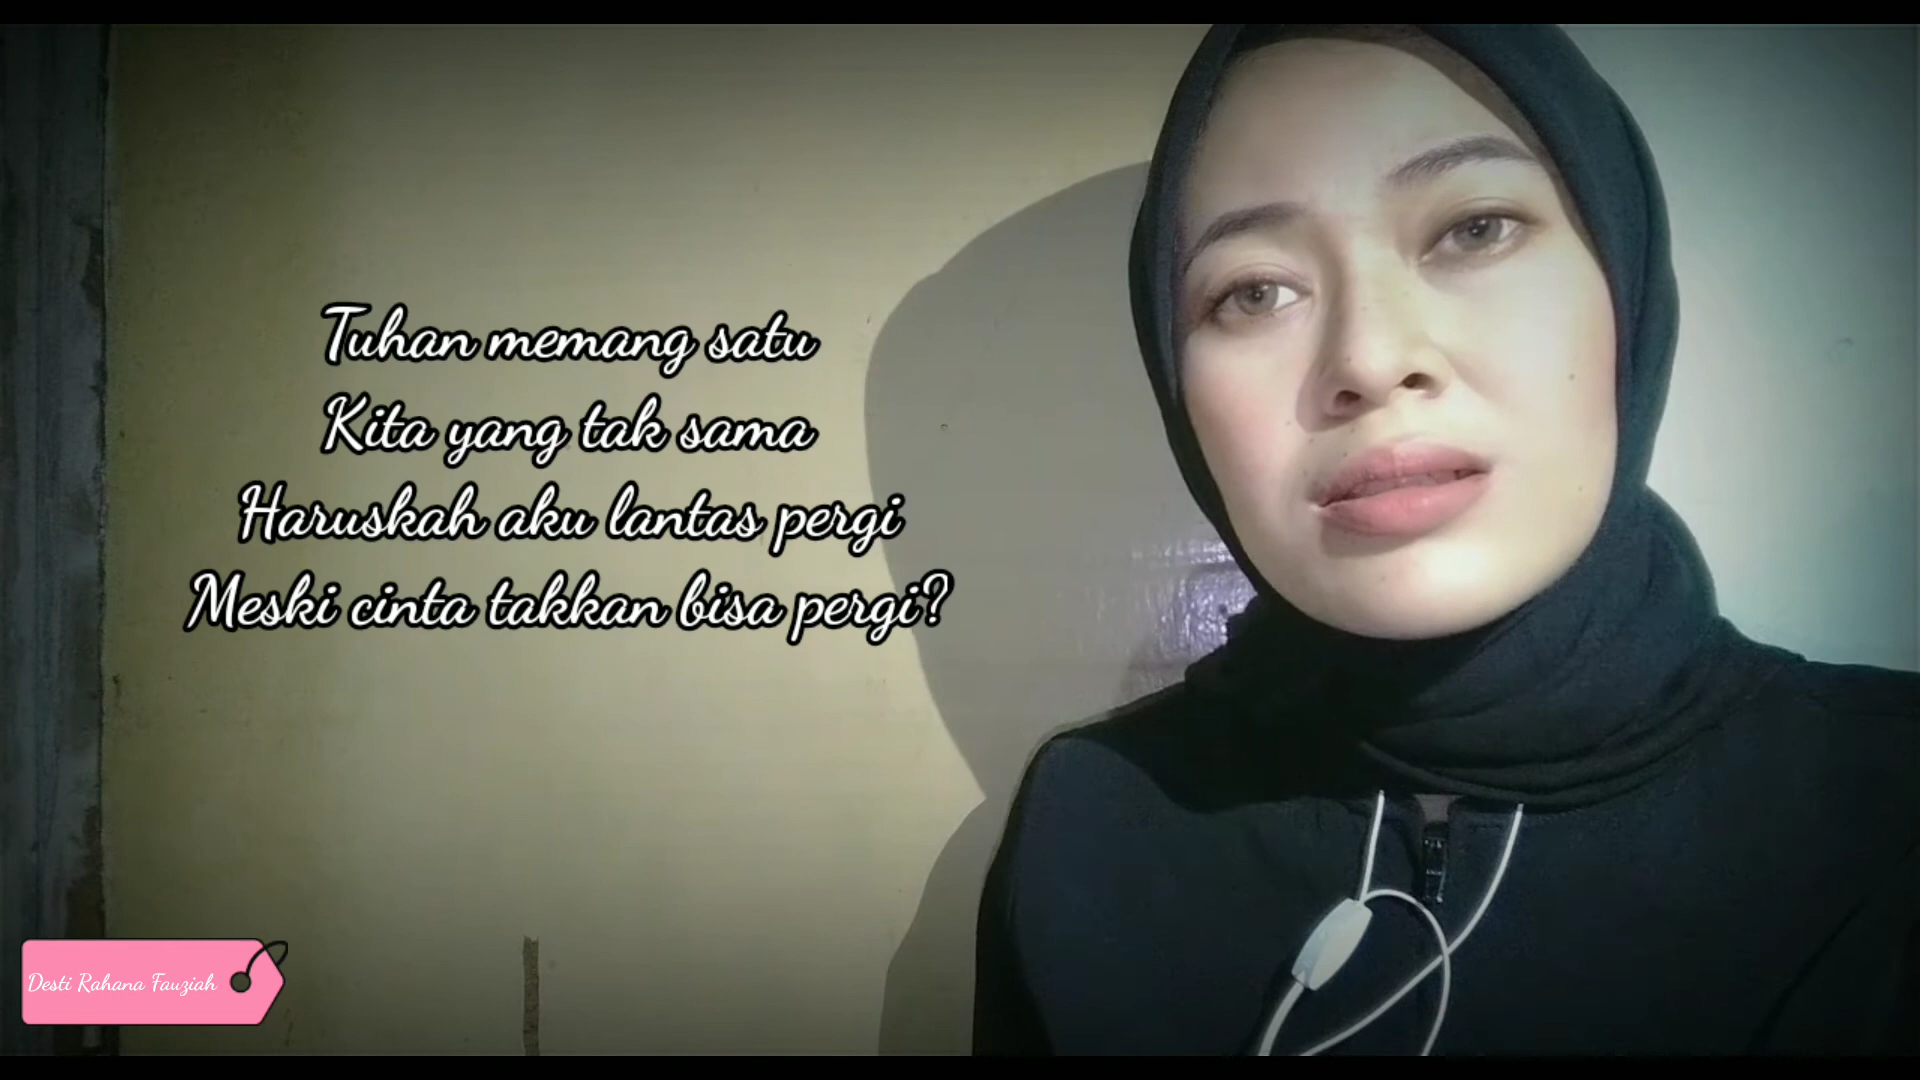 Tuhan memang satu
Kita yang tak sama
Haruskah aku lantas pergi
Meski cinta takkan bisa pergi?
Desti Rahana Fauziah